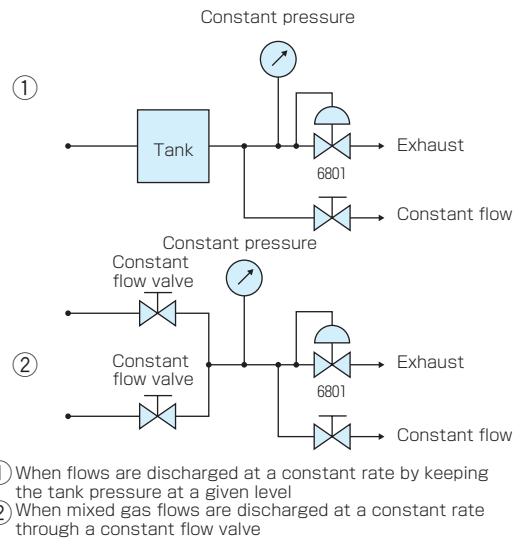 Constant pressure
①
Tank
Exhaust
6801
Constant flow
Constant pressure
Constant
flow valve
②
Constant
flow valve
Exhaust
6801
Constant flow
① When flows are discharged at a constant rate by keeping
the tank pressure at a given level
② When mixed gas flows are discharged at a constant rate
through a constant flow valve